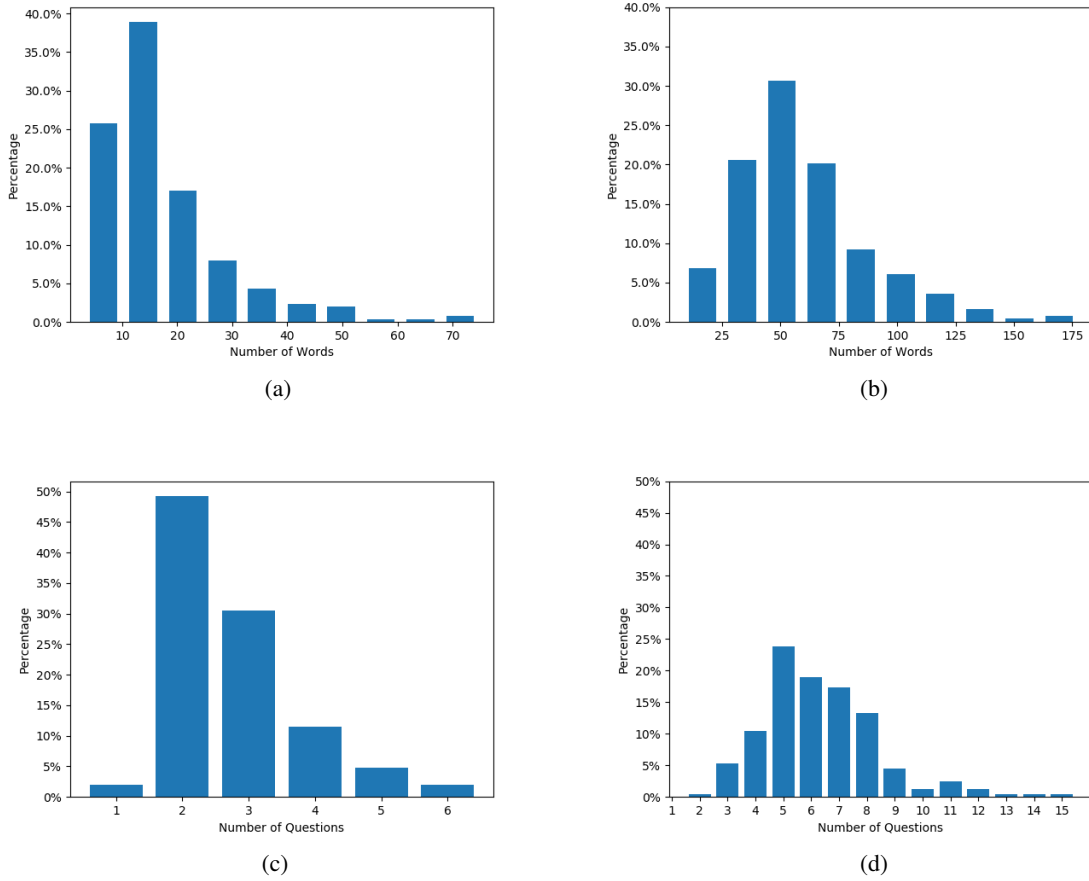 40.0%
35.0%
30.0%
25.0%
20.0%
15.0%
10.0%
5.0%
0.0%
Percentage
10 20 30 40 50 60 70
Number of Words
(a)
40.0%
35.0%
30.0%
25.0%
20.0%
15.0%
10.0%
5.0%
0.0%
Percentage
25 50 75 100 125 150 175
Number of Words
(b)
50%
45%
40%
35%
30%
25%
20%
15%
10%
5%
0%
Percentage
1 2 3 4 5 6
Number of Questions
(c)
50%
45%
40%
35%
30%
25%
20%
15%
10%
5%
0%
Percentage
1 2 3 4 5 6 7 8 9 10 11 12 13 14 15
Number of Questions
(d)